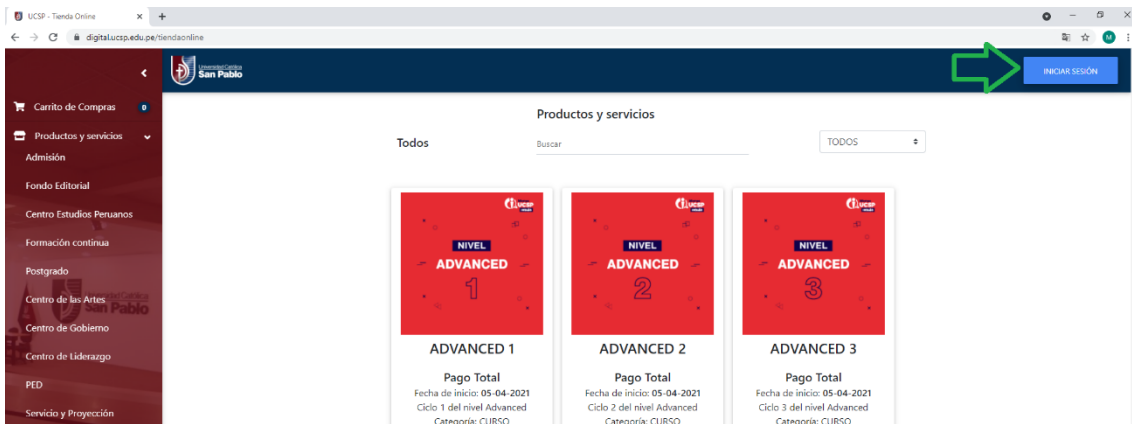 UCSP - Tienda Online
digital.ucsp.edu.pe/tiendaonline
M
Universidad Católica
San Pablo
INICIAR SESIÓN
Carrito de Compras 0
Productos y servicios
Admisión
Fondo Editorial
Centro Estudios Peruanos
Formación continua
Postgrado
Centro de las Artes
Centro de Gobierno
Centro de Liderazgo
PED
Servicio y Proyección
San Pablo
Productos y servicios
Todos
Buscar
TODOS
UCSP
NIVEL
ADVANCED
1
ADVANCED 1
Pago Total
Fecha de inicio: 05-04-2021
Ciclo 1 del nivel Advanced
Categoría: CURSO
UCSP
NIVEL
ADVANCED
2
ADVANCED 2
Pago Total
Fecha de inicio: 05-04-2021
Ciclo 2 del nivel Advanced
Categoría: CURSO
UCSP
NIVEL
ADVANCED
3
ADVANCED 3
Pago Total
Fecha de inicio: 05-04-2021
Ciclo 3 del nivel Advanced
Categoría: CURSO